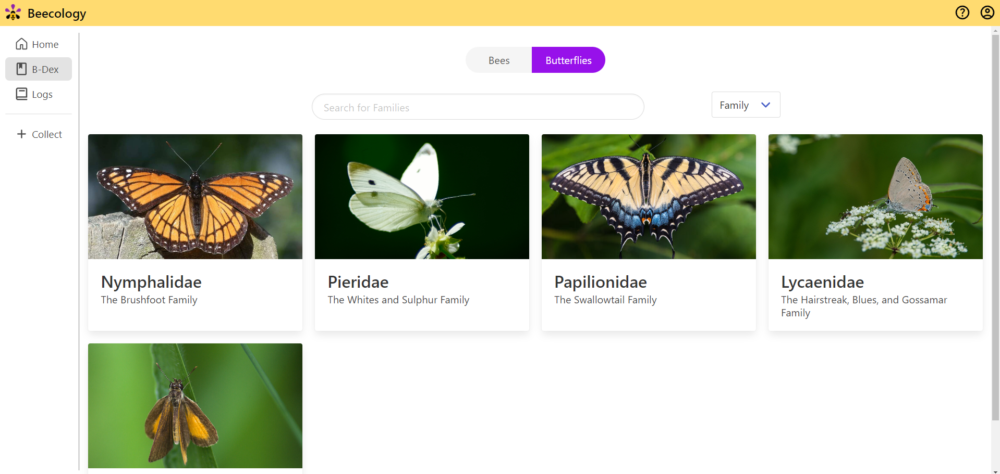 Beecology
Home
B-Dex
Logs
Collect
Bees
Butterflies
Search for Families
Family
Nymphalidae
The Brushfoot Family
Pieridae
The Whites and Sulphur Family
Papilionidae
The Swallowtail Family
Lycaenidae
The Hairstreak, Blues, and Gossamar
Family